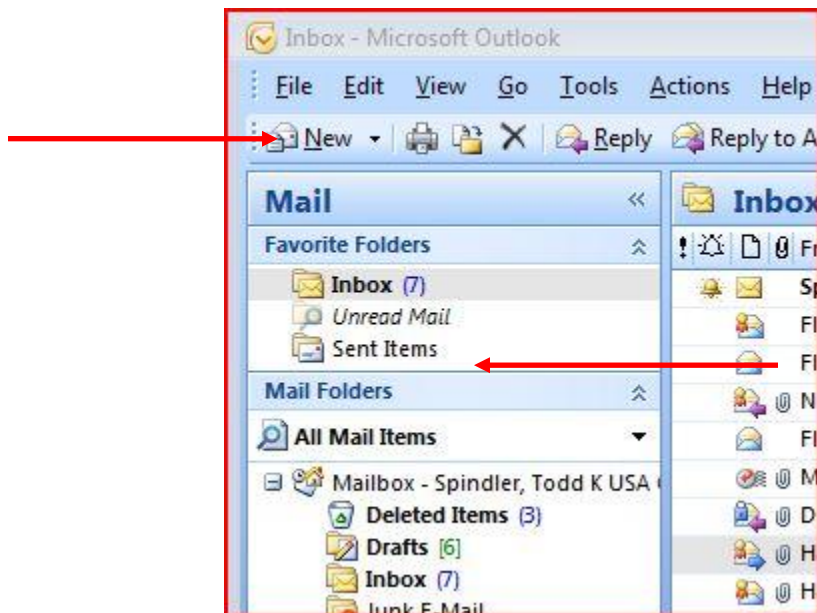 Inbox - Microsoft Outlook
File Edit View Go Tools Actions Help
New Reply Reply to A
Mail « Inbox
Favorite Folders
Inbox (7)
Unread Mail
Sent Items
Mail Folders
All Mail Items
Mailbox - Spindler, Todd K USA
Deleted Items (3)
Drafts [6]
Inbox (7)
Junk E-Mail